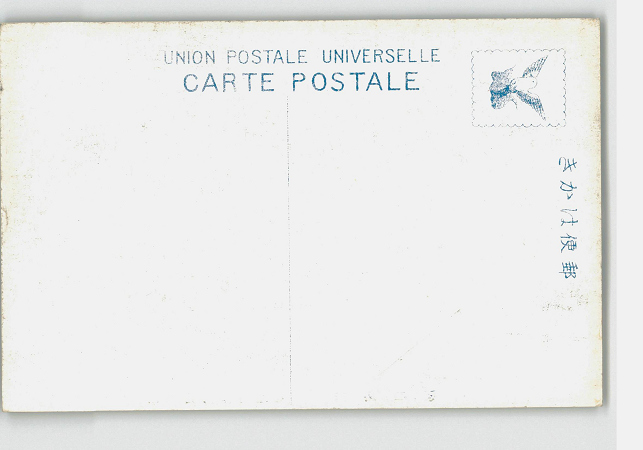 UNION POSTALE UNIVERSELLE
CARTE POSTALE
きかは便郵